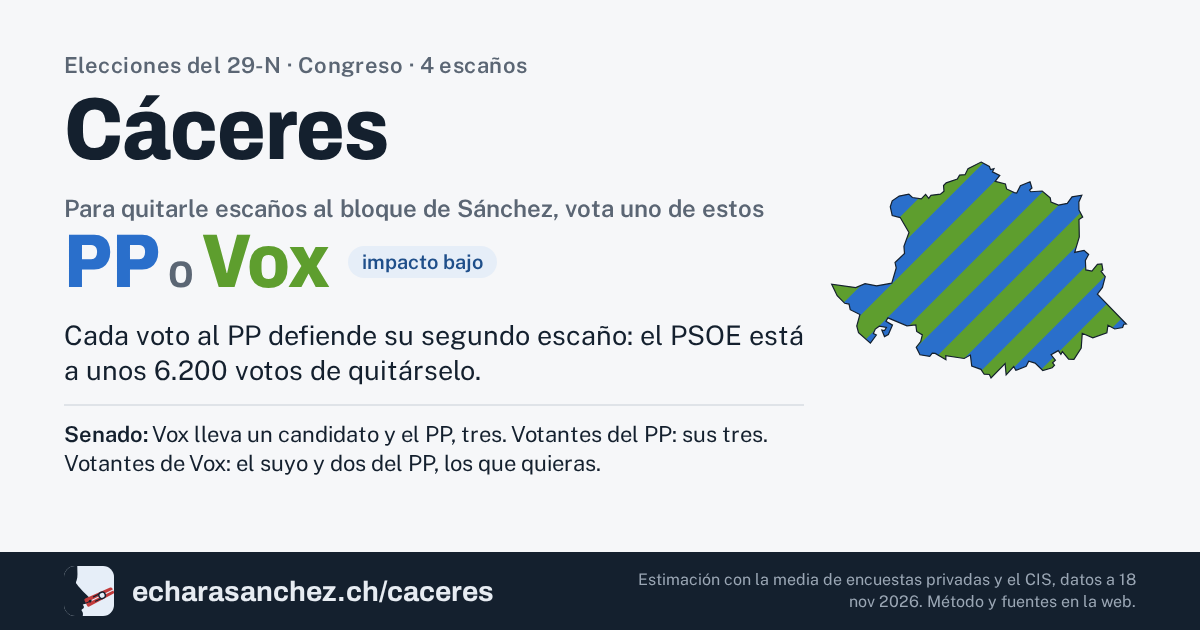 Elecciones del 29-N · Congreso · 4 escaños
Cáceres
Para quitarle escaños al bloque de Sánchez, vota uno de estos
PP o Vox impacto bajo
Cada voto al PP defiende su segundo escaño: el PSOE está
a unos 6.200 votos de quitárselo.
Senado: Vox lleva un candidato y el PP, tres. Votantes del PP: sus tres.
Votantes de Vox: el suyo y dos del PP, los que quieras.
echarasanchez.ch/caceres
Estimación con la media de encuestas privadas y el CIS, datos a 18
nov 2026. Método y fuentes en la web.